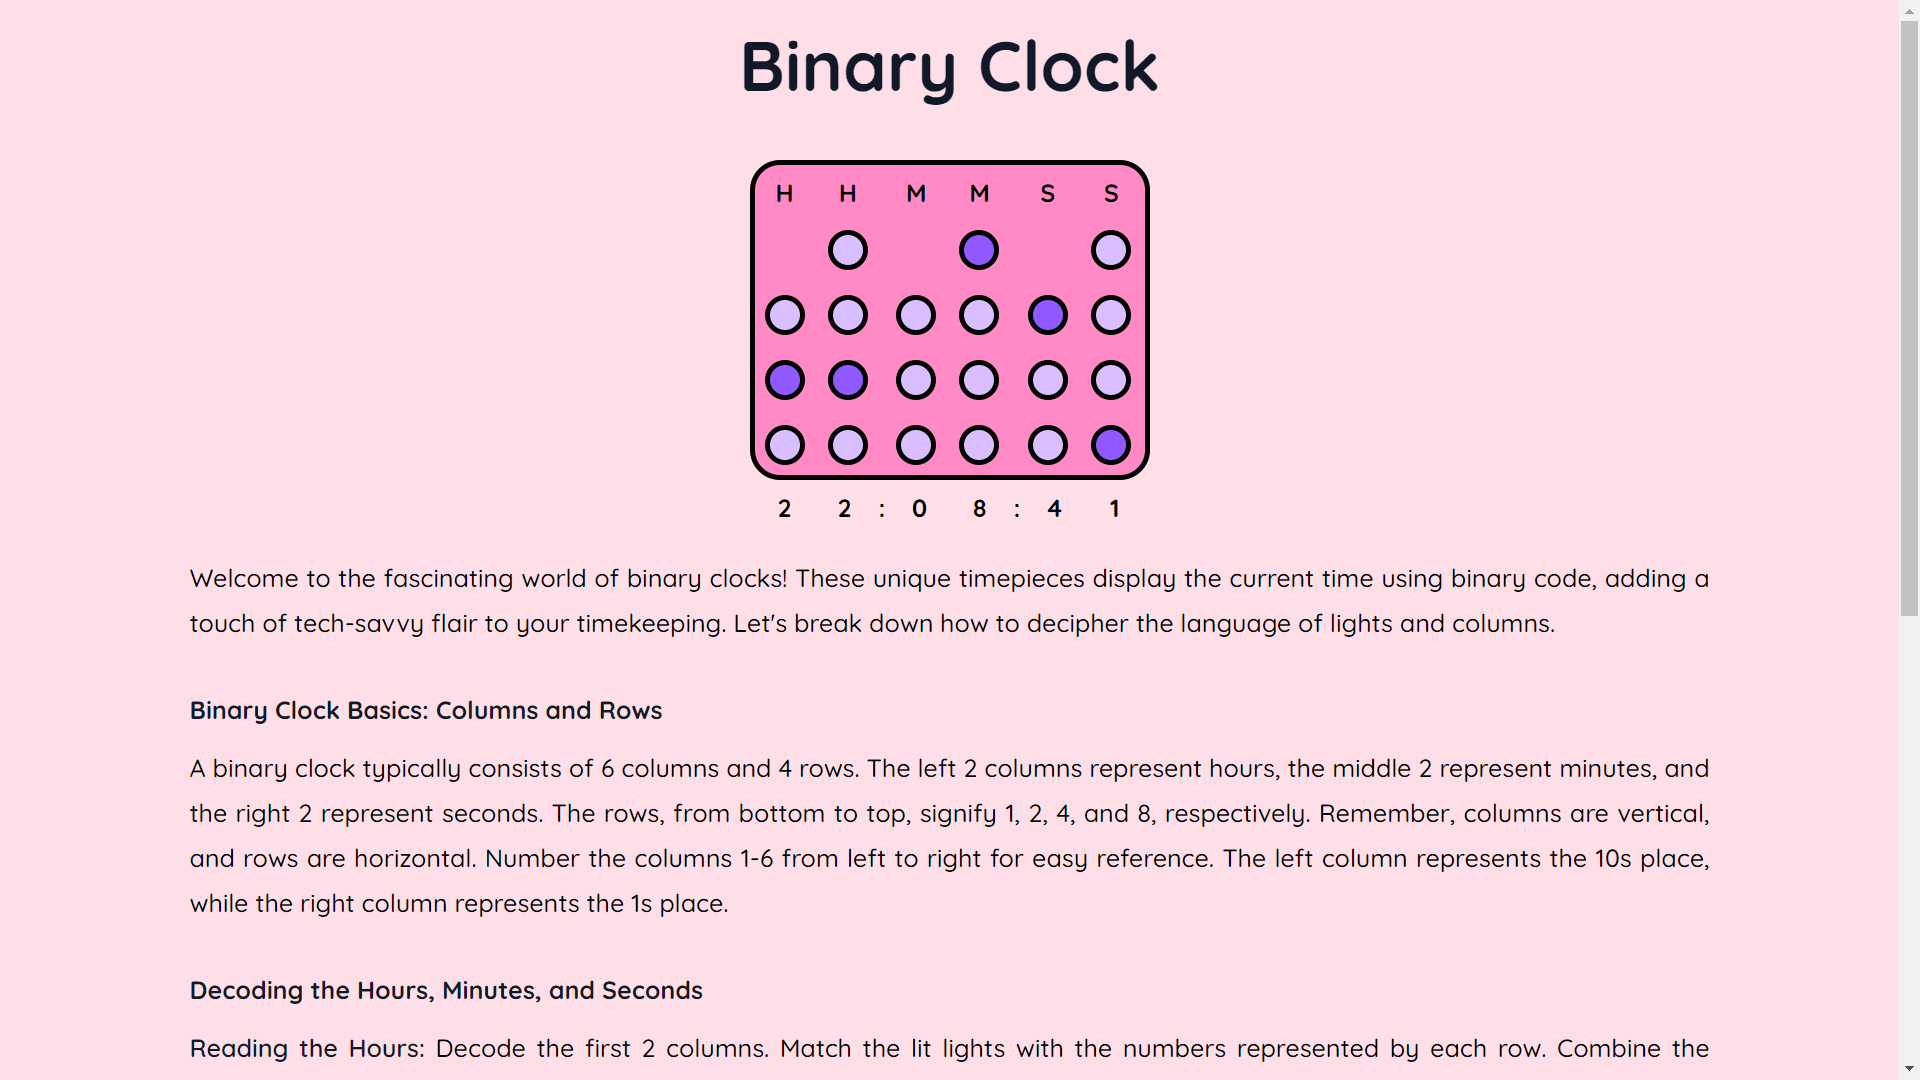 Binary Clock
H H M M S S
2 2 : 0 8 : 4 1
Welcome to the fascinating world of binary clocks! These unique timepieces display the current time using binary code, adding a
touch of tech-savvy flair to your timekeeping. Let's break down how to decipher the language of lights and columns.
Binary Clock Basics: Columns and Rows
A binary clock typically consists of 6 columns and 4 rows. The left 2 columns represent hours, the middle 2 represent minutes, and
the right 2 represent seconds. The rows, from bottom to top, signify 1, 2, 4, and 8, respectively. Remember, columns are vertical,
and rows are horizontal. Number the columns 1-6 from left to right for easy reference. The left column represents the 10s place,
while the right column represents the 1s place.
Decoding the Hours, Minutes, and Seconds
Reading the Hours: Decode the first 2 columns. Match the lit lights with the numbers represented by each row. Combine the